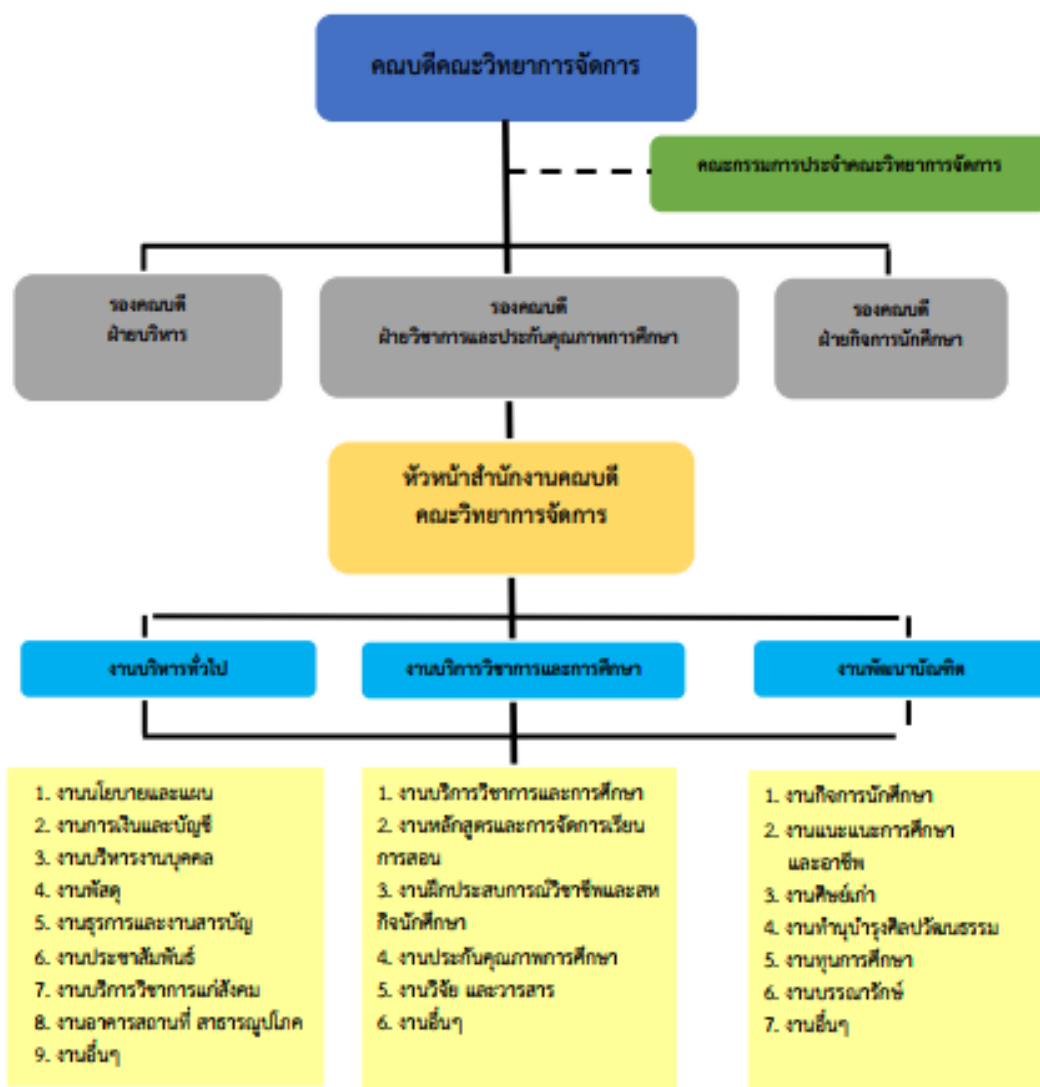 คณบดีคณะวิทยาการจัดการ
คณะกรรมการประจำคณะวิทยาการจัดการ
รองคณบดี
ฝ่ายบริหาร
รองคณบดี
ฝ่ายวิชาการและประกันคุณภาพการศึกษา
รองคณบดี
ฝ่ายกิจการนักศึกษา
หัวหน้าสำนักงานคณบดี
คณะวิทยาการจัดการ
งานบริหารทั่วไป
งานบริการวิชาการและการศึกษา
งานพัฒนาบัณฑิต
1. งานนโยบายและแผน
2. งานการเงินและบัญชี
3. งานบริหารงานบุคคล
4. งานพัสดุ
5. งานธุรการและงานสารบัญ
6. งานประชาสัมพันธ์
7. งานบริการวิชาการแก่สังคม
8. งานอาคารสถานที่ สาธารณูปโภค
9. งานอื่นๆ
1. งานบริการวิชาการและการศึกษา
2. งานหลักสูตรและการจัดการเรียน
การสอน
3. งานฝึกประสบการณ์วิชาชีพและสห
กิจนักศึกษา
4. งานประกันคุณภาพการศึกษา
5. งานวิจัย และวารสาร
6. งานอื่นๆ
1. งานกิจการนักศึกษา
2. งานแนะแนะการศึกษา
และอาชีพ
3. งานศิษย์เก่า
4. งานทำนุบำรุงศิลปวัฒนธรรม
5. งานทุนการศึกษา
6. งานบรรณารักษ์
7. งานอื่นๆ